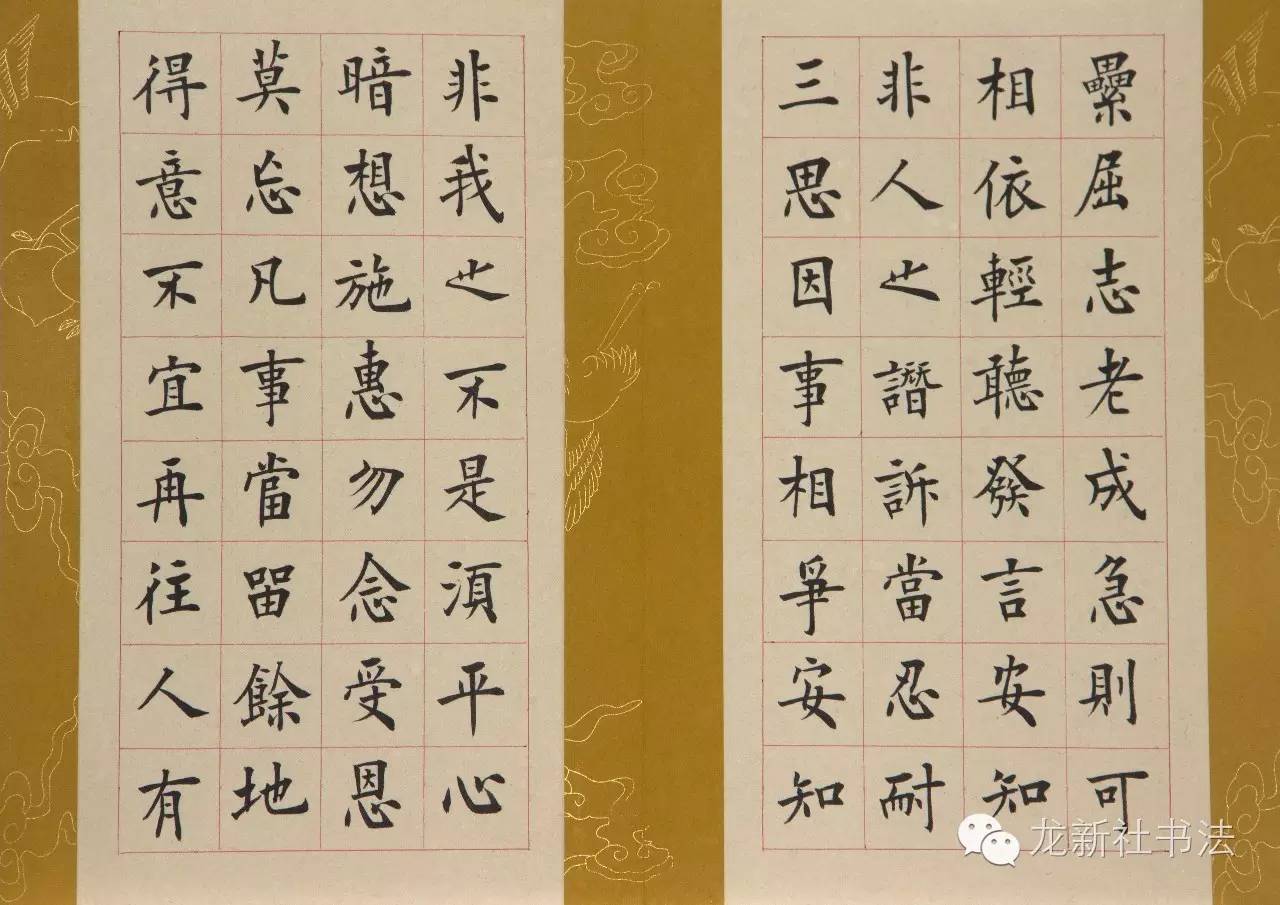 纍屈志老成急則可
相依輕聽發言安知
非人之譖訴當忍耐
三思因事相爭安知
非我之不是須平心
暗想施惠勿念受恩
莫忘凡事當留餘地
得意不宜再往人有
龙新社书法